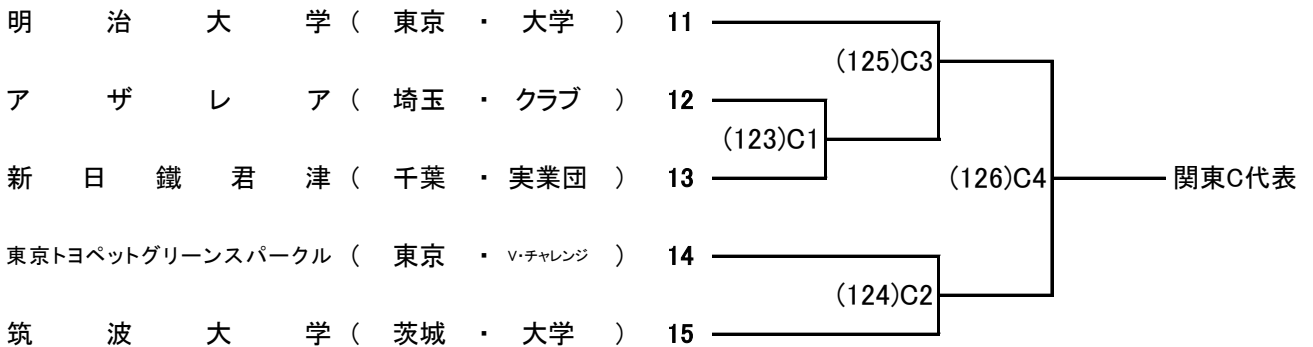 明治大学（東京・大学）11
(125)C3
アザレア（埼玉・クラブ）12
(123)C1
新日鐵君津（千葉・実業団）13
(126)C4
関東C代表
東京トヨペットグリーンスパークル（東京・V・チャレンジ）14
(124)C2
筑波大学（茨城・大学）15